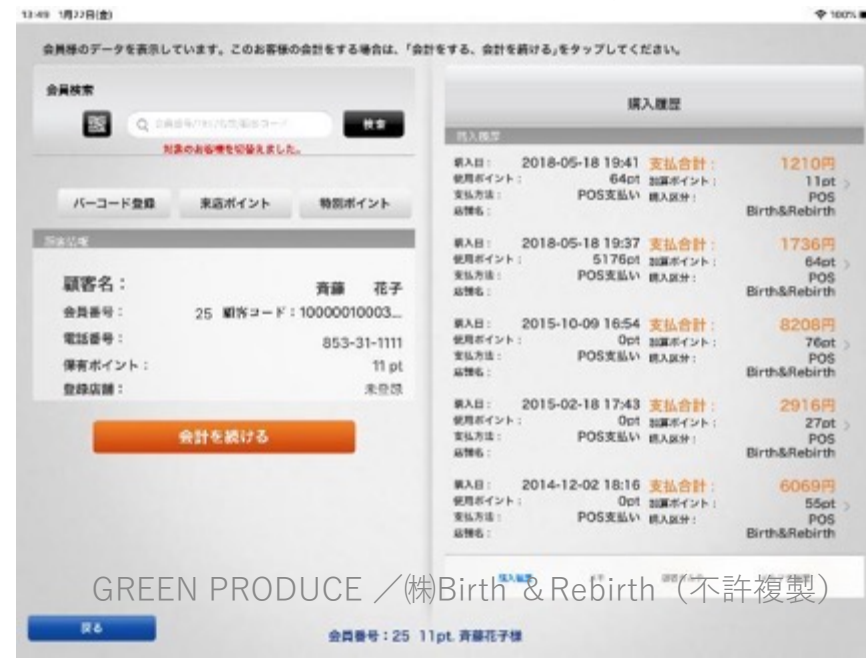 13:49 1月22日(金)
100%
会員様のデータを表示しています。このお客様の会計をする場合は、「会計をする、会計を続ける」をタップしてください。
会員検索
検索
対象のお客様を切替えました。
バーコード登録 来店ポイント 特別ポイント
顧客情報
顧客名： 斉藤 花子
会員番号： 25 顧客コード：10000010003...
電話番号： 853-31-1111
保有ポイント： 11 pt
登録店舗： 未登録
会計を続ける
購入履歴
購入履歴
購入日： 2018-05-18 19:41 支払合計： 1210円
使用ポイント： 64pt 加算ポイント： 11pt
支払方法： POS支払い 購入区分： POS
店舗名： Birth&Rebirth
購入日： 2018-05-18 19:37 支払合計： 1736円
使用ポイント： 5176pt 加算ポイント： 64pt
支払方法： POS支払い 購入区分： POS
店舗名： Birth&Rebirth
購入日： 2015-10-09 16:54 支払合計： 8208円
使用ポイント： 0pt 加算ポイント： 76pt
支払方法： POS支払い 購入区分： POS
店舗名： Birth&Rebirth
購入日： 2015-02-18 17:43 支払合計： 2916円
使用ポイント： 0pt 加算ポイント： 27pt
支払方法： POS支払い 購入区分： POS
店舗名： Birth&Rebirth
購入日： 2014-12-02 18:16 支払合計： 6069円
使用ポイント： 0pt 加算ポイント： 55pt
支払方法： POS支払い 購入区分： POS
店舗名： Birth&Rebirth
購入履歴 メモ
GREEN PRODUCE ／㈱Birth ＆Rebirth（不許複製）
戻る
会員番号：25 11pt. 斉藤花子様